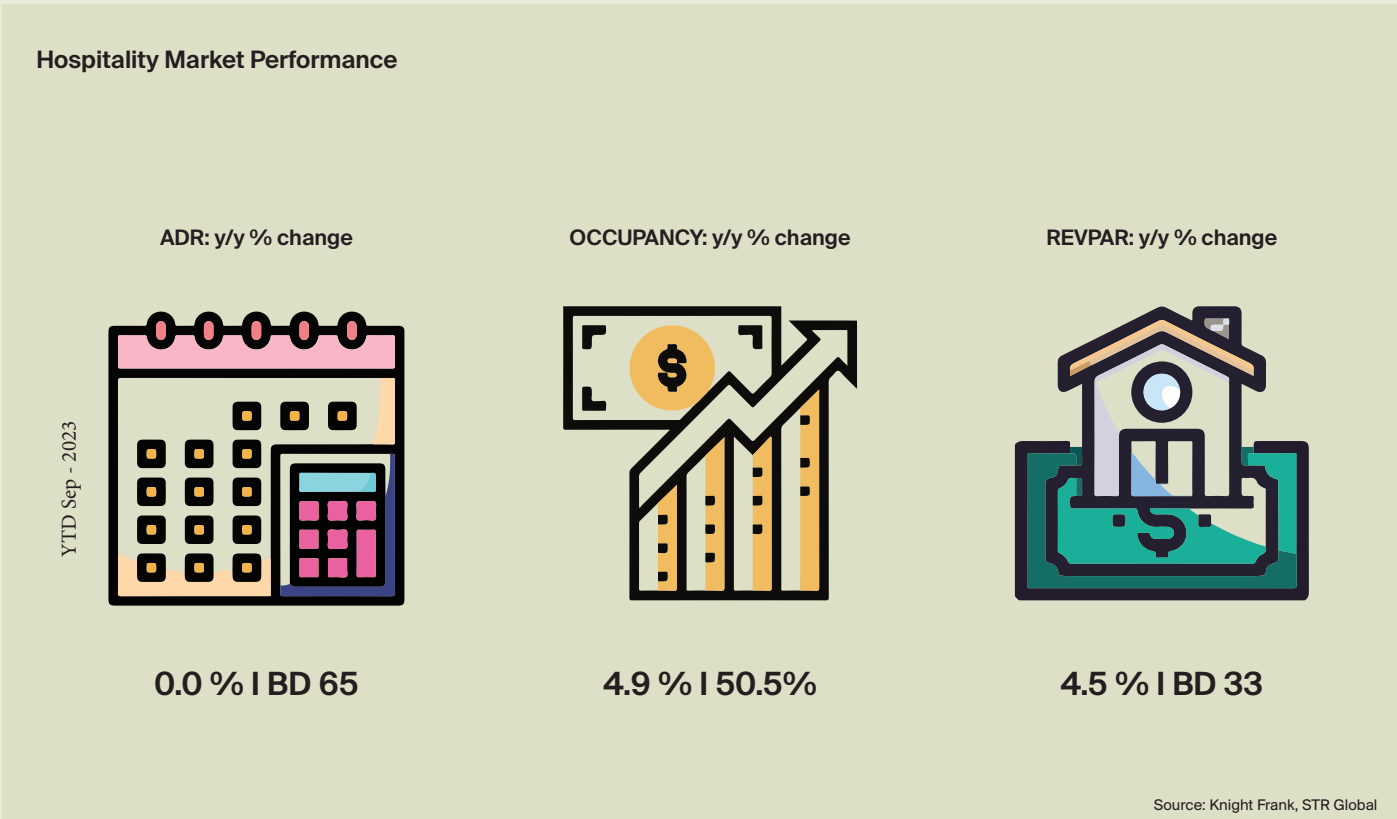 Hospitality Market Performance
ADR: y/y % change
OCCUPANCY: y/y % change
REVPAR: y/y % change
YTD Sep - 2023
$
$
0.0 % I BD 65
4.9 % I 50.5%
4.5 % I BD 33
Source: Knight Frank, STR Global